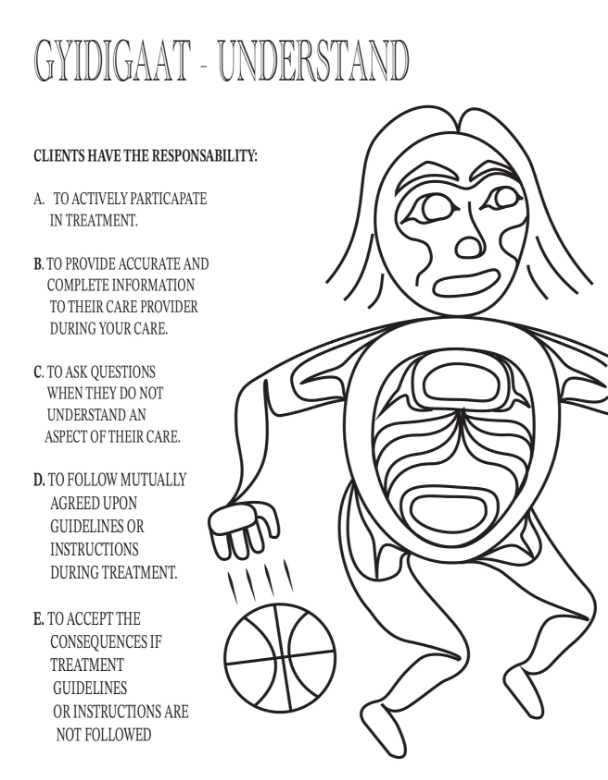 GYIDIGAAT - UNDERSTAND
CLIENTS HAVE THE RESPONSABILITY:
A. TO ACTIVELY PARTICAPATE
IN TREATMENT.
B. TO PROVIDE ACCURATE AND
COMPLETE INFORMATION
TO THEIR CARE PROVIDER
DURING YOUR CARE.
C. TO ASK QUESTIONS
WHEN THEY DO NOT
UNDERSTAND AN
ASPECT OF THEIR CARE.
D. TO FOLLOW MUTUALLY
AGREED UPON
GUIDELINES OR
INSTRUCTIONS
DURING TREATMENT.
E. TO ACCEPT THE
CONSEQUENCES IF
TREATMENT
GUIDELINES
OR INSTRUCTIONS ARE
NOT FOLLOWED